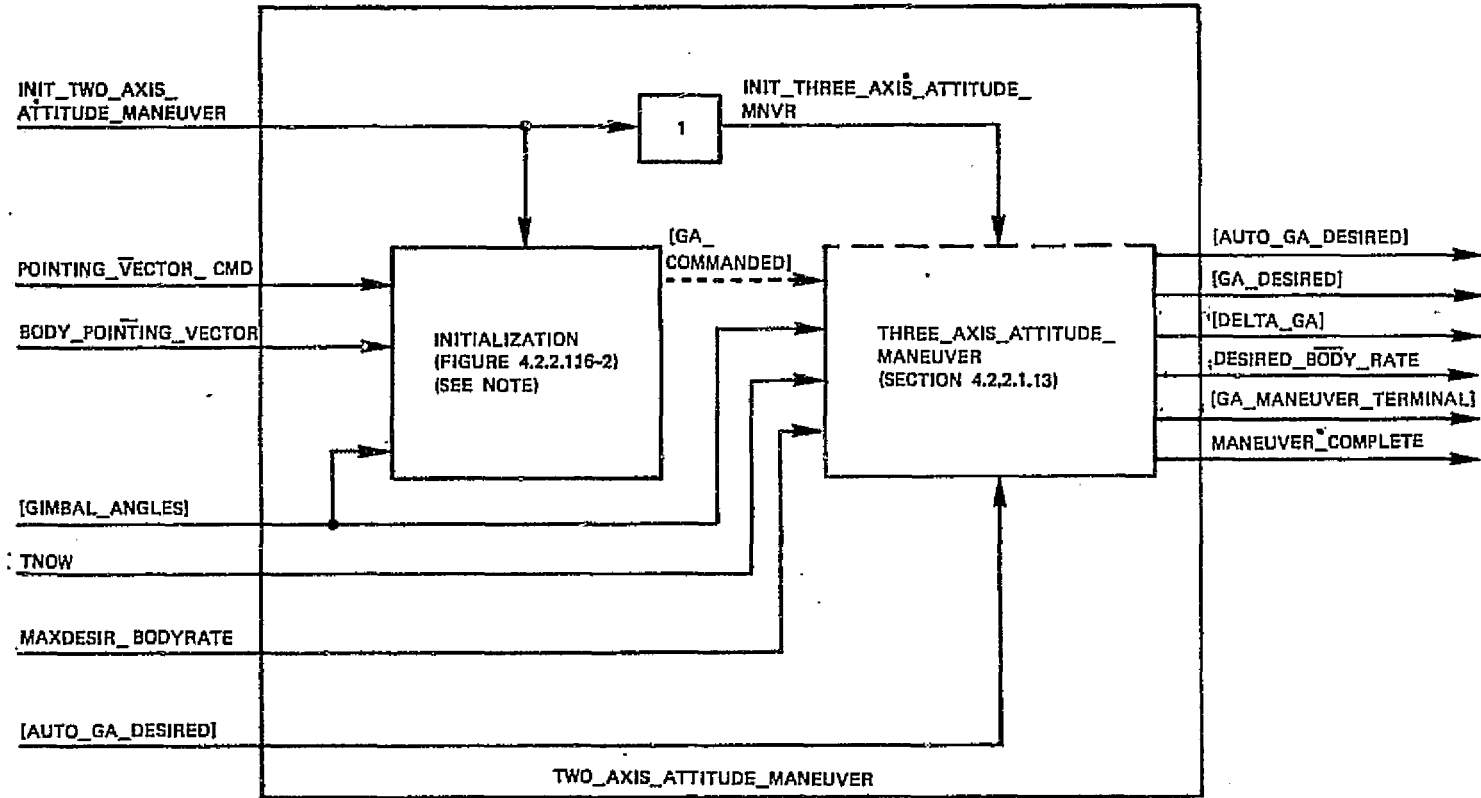 INIT_TWO_AXIS_
ATTITUDE_MANEUVER
1
INIT_THREE_AXIS_ATTITUDE_
MNVR
POINTING_VECTOR_CMD
BODY_POINTING_VECTOR
[GIMBAL_ANGLES]
TNOW
MAXDESIR_BODYRATE
[AUTO_GA_DESIRED]
INITIALIZATION
(FIGURE 4.2.2.116-2)
(SEE NOTE)
[GA_
COMMANDED]
THREE_AXIS_ATTITUDE_
MANEUVER
(SECTION 4.2.2.1.13)
[AUTO_GA_DESIRED]
[GA_DESIRED]
[DELTA_GA]
DESIRED_BODY_RATE
[GA_MANEUVER_TERMINAL]
MANEUVER_COMPLETE
TWO_AXIS_ATTITUDE_MANEUVER